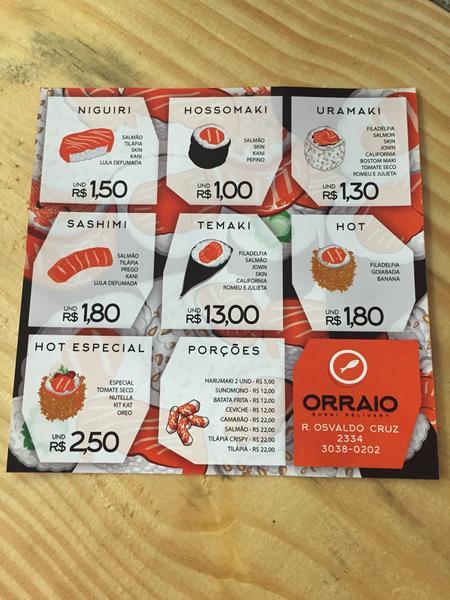 NIGUIRI
SALMÃO
TILÁPIA
SKIN
KANI
LULA DEFUMADA
UND
R$ 1,50
HOSSOMAKI
SALMÃO
SKIN
KANI
PEPINO
UND
R$ 1,00
URAMAKI
FILADÉLFIA
SALMON
SKIN
JOWN
CALIFORNIA
BOSTOM MAKI
TOMATE SECO
ROMEU E JULIETA
UND
R$ 1,30
SASHIMI
SALMÃO
TILÁPIA
PREGO
KANI
LULA DEFUMADA
UND
R$ 1,80
TEMAKI
FILADELFIA
SALMÃO
JOWN
SKIN
CALIFORNIA
ROMEU E JULIETA
UND
R$ 13,00
HOT
FILADÉLFIA
GOIABADA
BANANA
UND
R$ 1,80
HOT ESPECIAL
ESPECIAL
TOMATE SECO
NUTELLA
KIT KAT
OREO
UND
R$ 2,50
PORÇÕES
HARUMAKI 2 UND - R$ 5,00
SUNOMONO - R$ 12,00
BATATA FRITA - R$ 12,00
CEVICHE - R$ 12,00
CAMARÃO - R$ 22,00
SALMÃO - R$ 22,00
TILÁPIA CRISPY - R$ 22,00
TILÁPIA - R$ 22,00
ORRAIO
SUSHI DELIVERY
R. OSVALDO CRUZ
2334
3038-0202